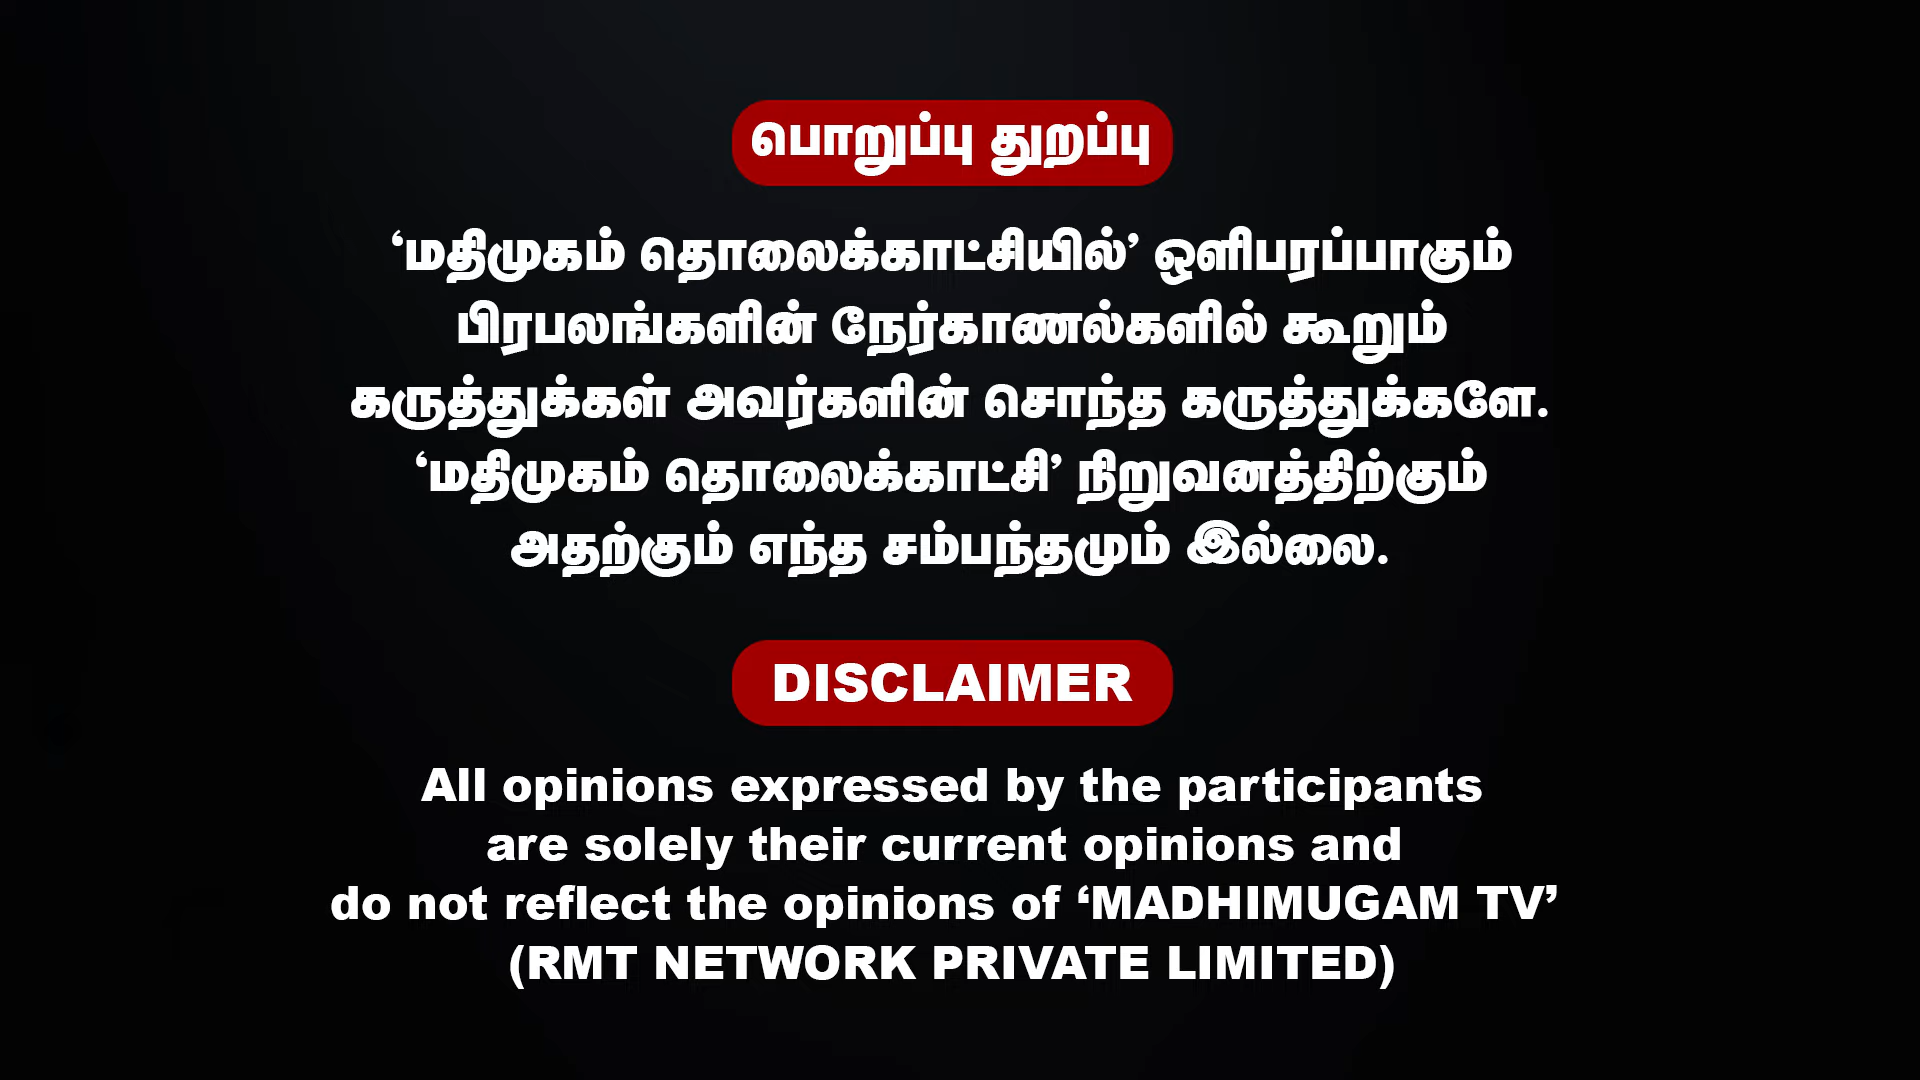 பொறுப்பு துறப்பு
‘மதிமுகம் தொலைக்காட்சியில்’ ஒளிபரப்பாகும்
பிரபலங்களின் நேர்காணல்களில் கூறும்
கருத்துக்கள் அவர்களின் சொந்த கருத்துக்களே.
‘மதிமுகம் தொலைக்காட்சி’ நிறுவனத்திற்கும்
அதற்கும் எந்த சம்பந்தமும் இல்லை.
DISCLAIMER
All opinions expressed by the participants
are solely their current opinions and
do not reflect the opinions of ‘MADHIMUGAM TV’
(RMT NETWORK PRIVATE LIMITED)